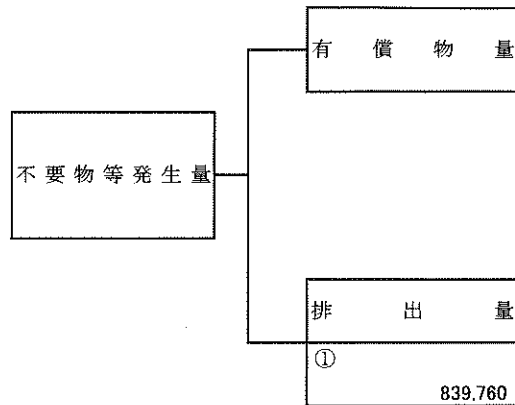 有償物量
不要物等発生量
排出量
①
839,760